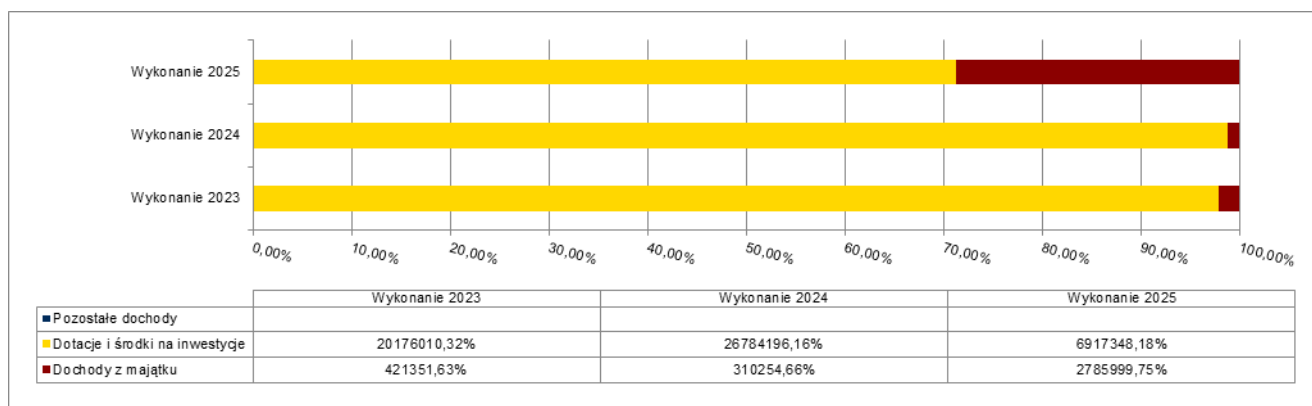 Wykonanie 2025
Wykonanie 2024
Wykonanie 2023
0,00% 10,00% 20,00% 30,00% 40,00% 50,00% 60,00% 70,00% 80,00% 90,00% 100,00%
Wykonanie 2023 Wykonanie 2024 Wykonanie 2025
Pozostałe dochody
Dotacje i środki na inwestycje 20176010,32% 26784196,16% 6917348,18%
Dochody z majątku 421351,63% 310254,66% 2785999,75%